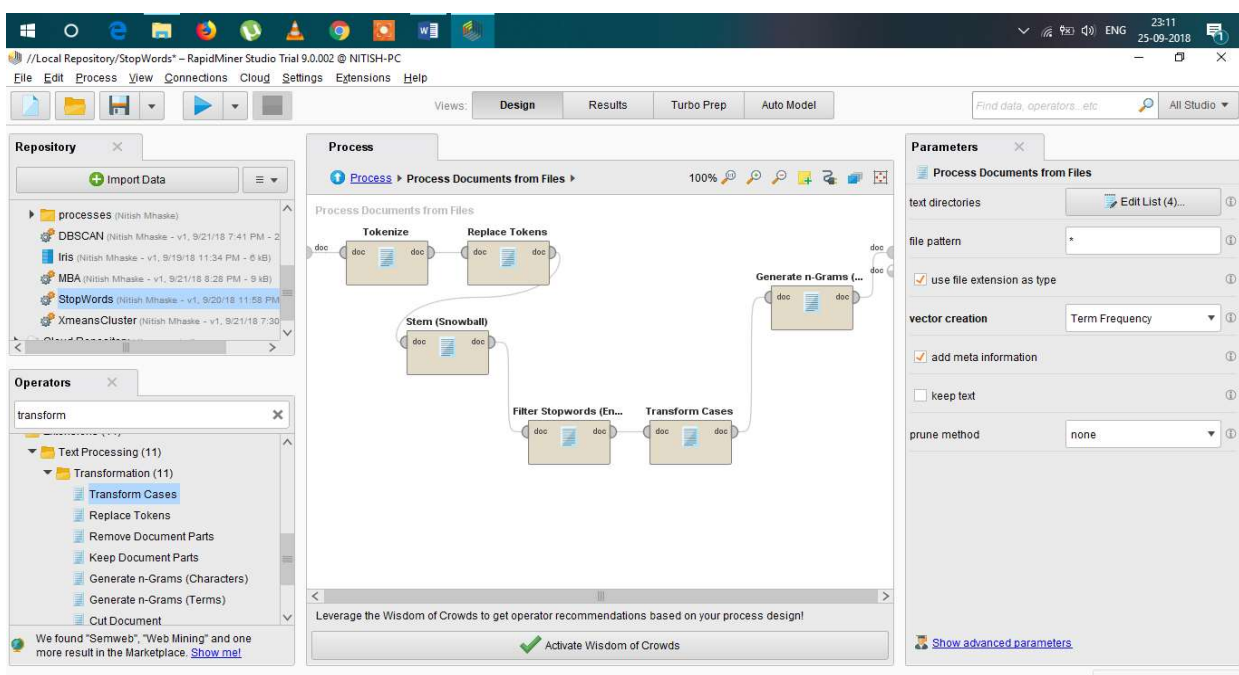 ENG
23:11
25-09-2018
//Local Repository/StopWords* – RapidMiner Studio Trial 9.0.002 @ NITISH-PC
File Edit Process View Connections Cloud Settings Extensions Help
Views: Design Results Turbo Prep Auto Model
Find data, operators...etc
All Studio
Repository
Import Data
processes (Nitish Mhaske)
DBSCAN (Nitish Mhaske - v1, 9/21/18 7:41 PM - 2
Iris (Nitish Mhaske - v1, 9/19/18 11:34 PM - 6 kB)
MBA (Nitish Mhaske - v1, 9/21/18 8:28 PM - 9 kB)
StopWords (Nitish Mhaske - v1, 9/20/18 11:58 PM
XmeansCluster (Nitish Mhaske - v1, 9/21/18 7:30
Operators
transform
Text Processing (11)
Transformation (11)
Transform Cases
Replace Tokens
Remove Document Parts
Keep Document Parts
Generate n-Grams (Characters)
Generate n-Grams (Terms)
Cut Document
We found "Semweb", "Web Mining" and one
more result in the Marketplace. Show me!
Process
Process Process Documents from Files
100%
Process Documents from Files
Tokenize Replace Tokens
doc doc doc doc doc doc
Generate n-Grams (... doc
doc doc
Stem (Snowball)
doc doc
Filter Stopwords (En... Transform Cases
doc doc doc doc
Leverage the Wisdom of Crowds to get operator recommendations based on your process design!
Activate Wisdom of Crowds
Parameters
Process Documents from Files
text directories Edit List (4)...
file pattern *
use file extension as type
vector creation Term Frequency
add meta information
keep text
prune method none
Show advanced parameters